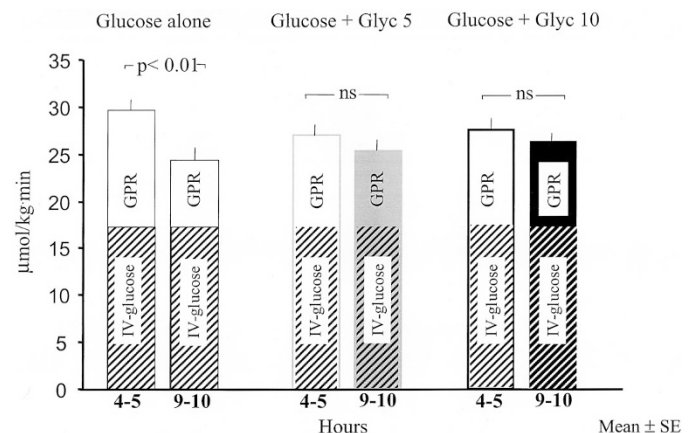 Glucose alone
Glucose + Glyc 5
Glucose + Glyc 10
p< 0.01
ns
ns
µmol/kg·min
35
30
25
20
15
10
5
0
GPR
IV-glucose
GPR
IV-glucose
GPR
IV-glucose
GPR
IV-glucose
GPR
IV-glucose
GPR
IV-glucose
4-5
9-10
4-5
9-10
4-5
9-10
Hours
Mean ± SE